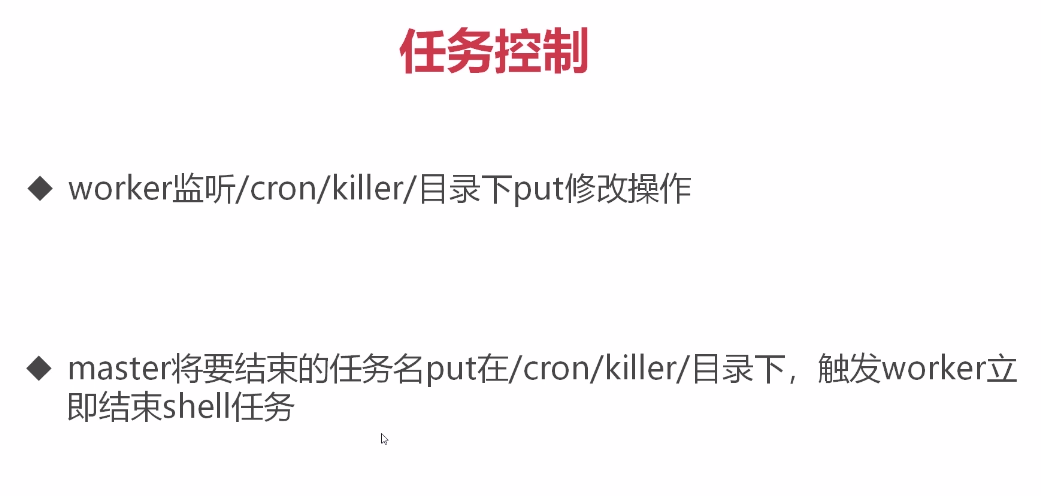 任务控制
◆ worker监听/cron/killer/目录下put修改操作
◆ master将要结束的任务名put在/cron/killer/目录下，触发worker立
即结束shell任务